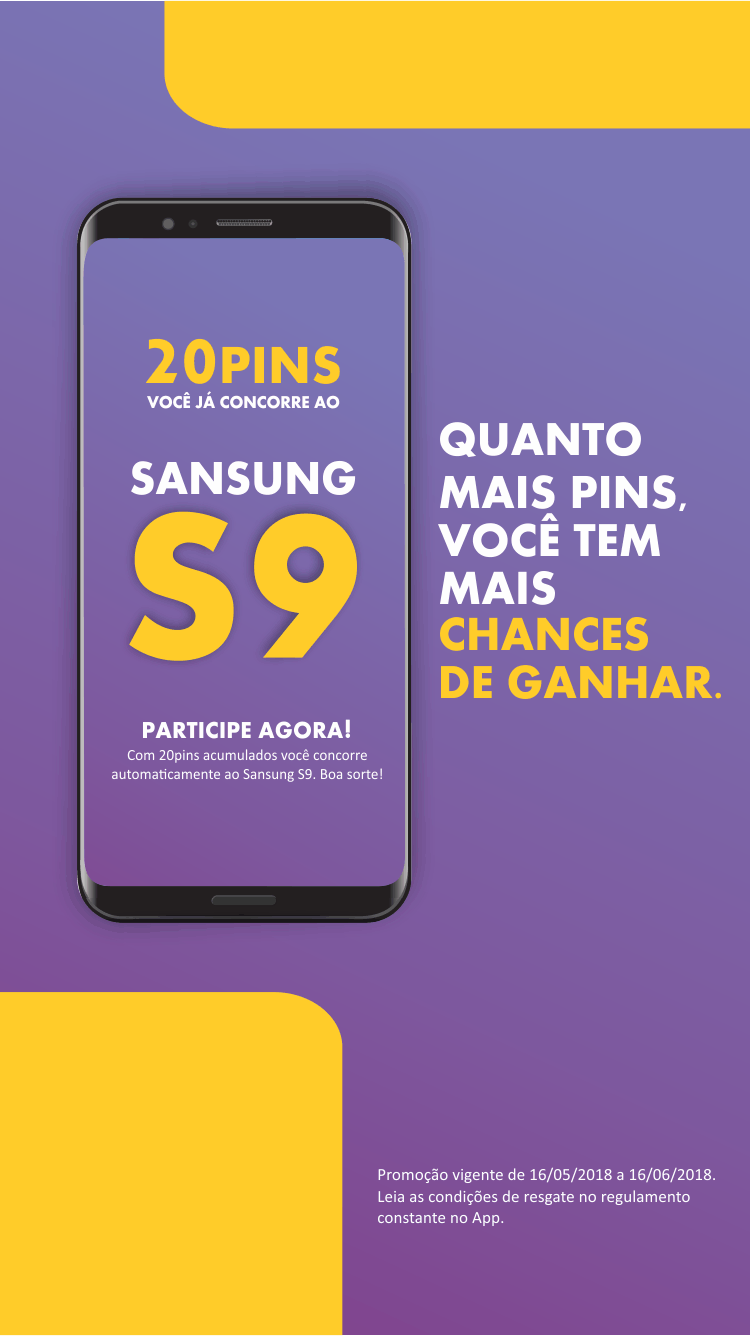 20PINS
VOCÊ JÁ CONCORRE AO
SANSUNG
S9
PARTICIPE AGORA!
Com 20pins acumulados você concorre
automaticamente ao Sansung S9. Boa sorte!
QUANTO
MAIS PINS,
VOCÊ TEM
MAIS
CHANCES
DE GANHAR.
Promoção vigente de 16/05/2018 a 16/06/2018.
Leia as condições de resgate no regulamento
constante no App.